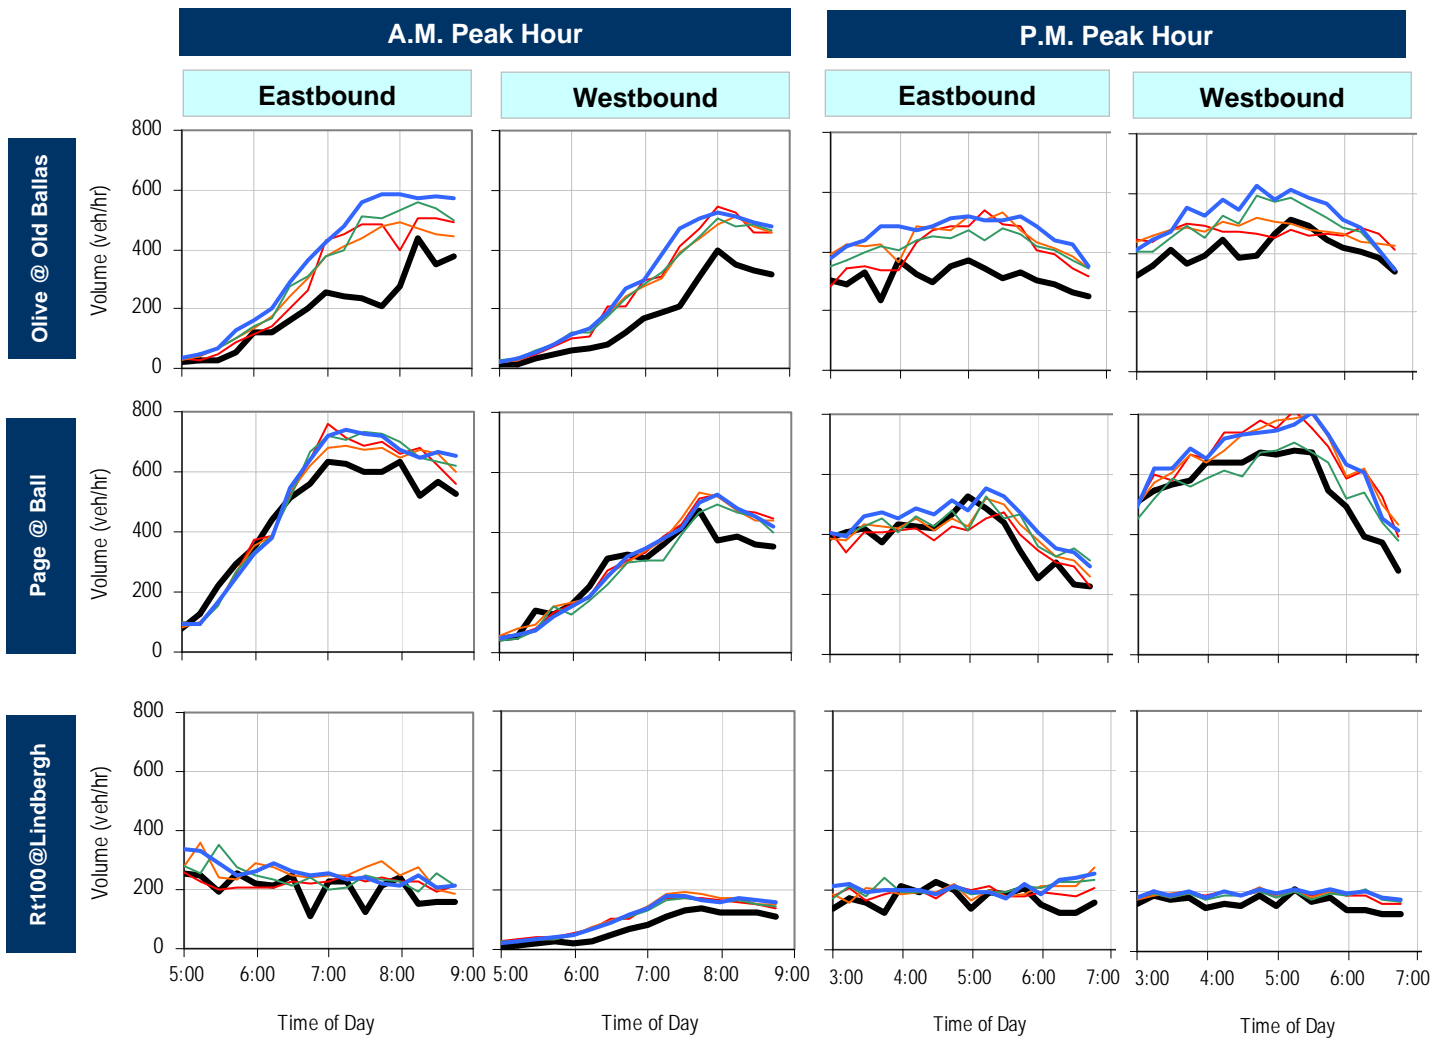 A.M. Peak Hour
P.M. Peak Hour
Eastbound
Westbound
Eastbound
Westbound
Olive @ Old Ballas
Volume (veh/hr)
800
600
400
200
0
Page @ Ball
Volume (veh/hr)
800
600
400
200
0
Rt100@Lindbergh
Volume (veh/hr)
800
600
400
200
0
5:00 6:00 7:00 8:00 9:00
5:00 6:00 7:00 8:00 9:00
3:00 4:00 5:00 6:00 7:00
3:00 4:00 5:00 6:00 7:00
Time of Day
Time of Day
Time of Day
Time of Day